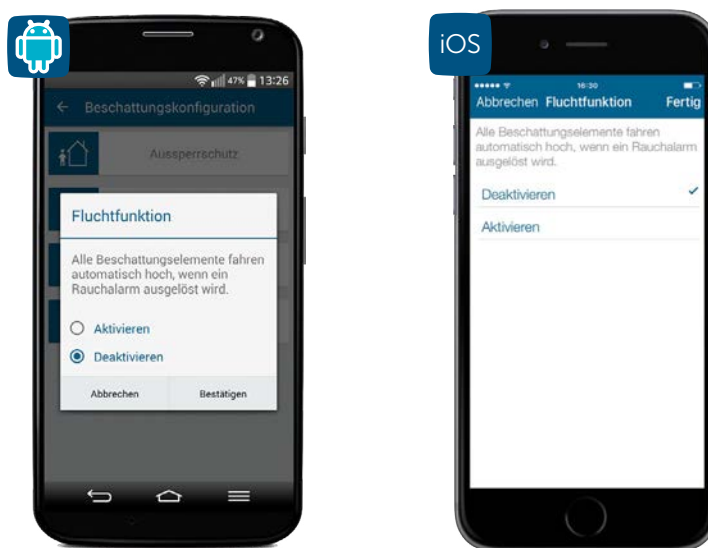 47% 13:26
Beschattungskonfiguration
Aussperrschutz
Fluchtfunktion
Alle Beschattungselemente fahren
automatisch hoch, wenn ein
Rauchalarm ausgelöst wird.
Aktivieren
Deaktivieren
Abbrechen Bestätigen
iOS
16:30
Abbrechen Fluchtfunktion Fertig
Alle Beschattungselemente fahren
automatisch hoch, wenn ein Rauchalarm
ausgelöst wird.
Deaktivieren
Aktivieren